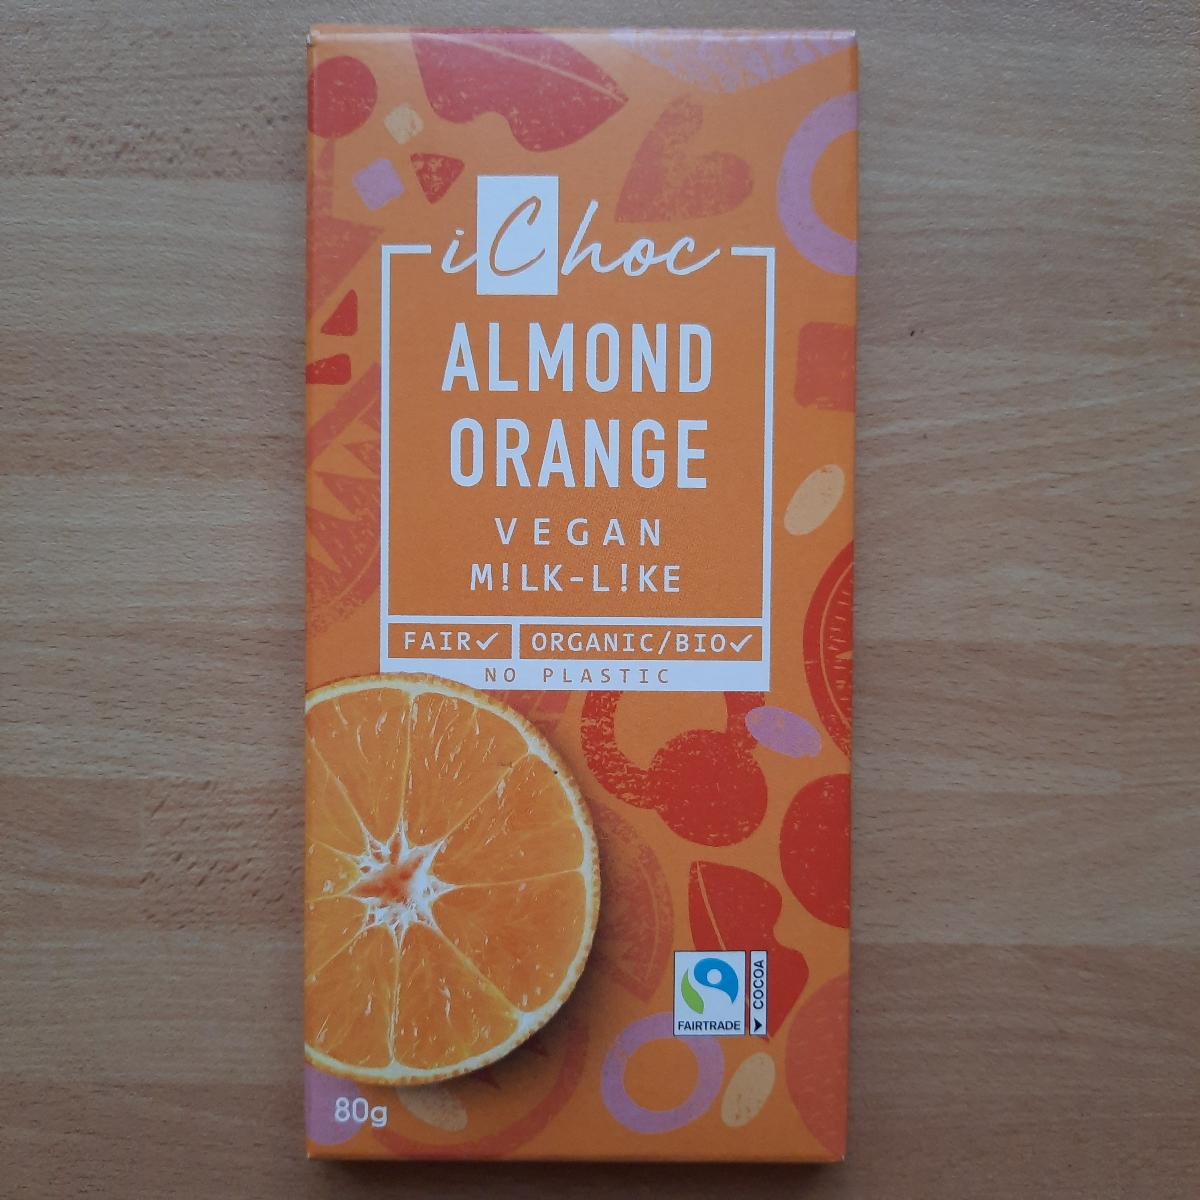 iChoc
ALMOND
ORANGE
VEGAN
M!LK-L!KE
FAIR✓ ORGANIC/BIO✓
NO PLASTIC
FAIRTRADE
COCOA
80g